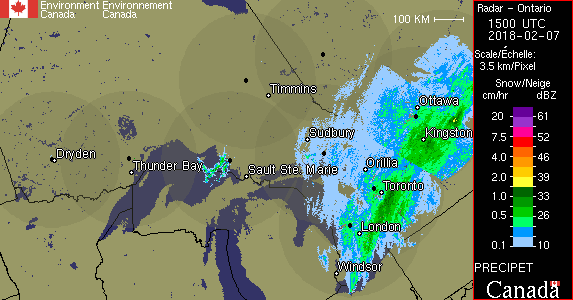 Environment Environnement
Canada Canada
100 KM
Timmins
Ottawa
Sudbury
Kingston
Dryden
Thunder Bay
Orillia
Sault Ste. Marie
Toronto
London
Windsor
Radar - Ontario
1500 UTC
2018-02-07
Scale/Échelle:
3.5 km/Pixel
Snow/Neige
cm/hr dBZ
20 61
7.5 52
4.0 46
2.0 39
1.0 33
0.5 26
0.1 10
PRECIPET
Canada